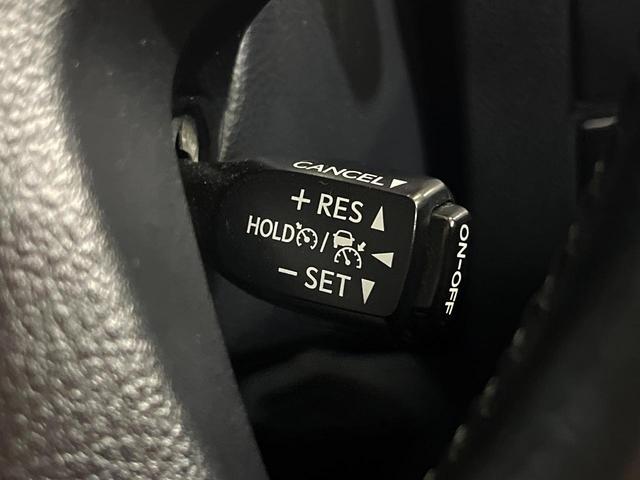 CANCEL▼
+ RES ▲
HOLD / ◀
− SET ▼
ON-OFF